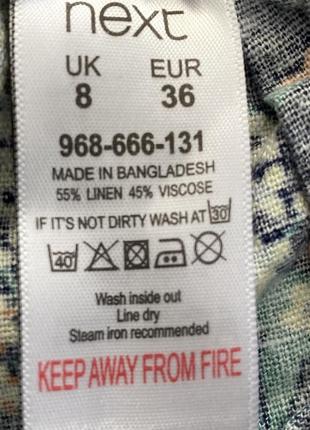 next
UK EUR
8 36
968-666-131
MADE IN BANGLADESH
55% LINEN 45% VISCOSE
IF IT'S NOT DIRTY WASH AT 30
40
Wash inside out
Line dry
Steam iron recommended
KEEP AWAY FROM FIRE